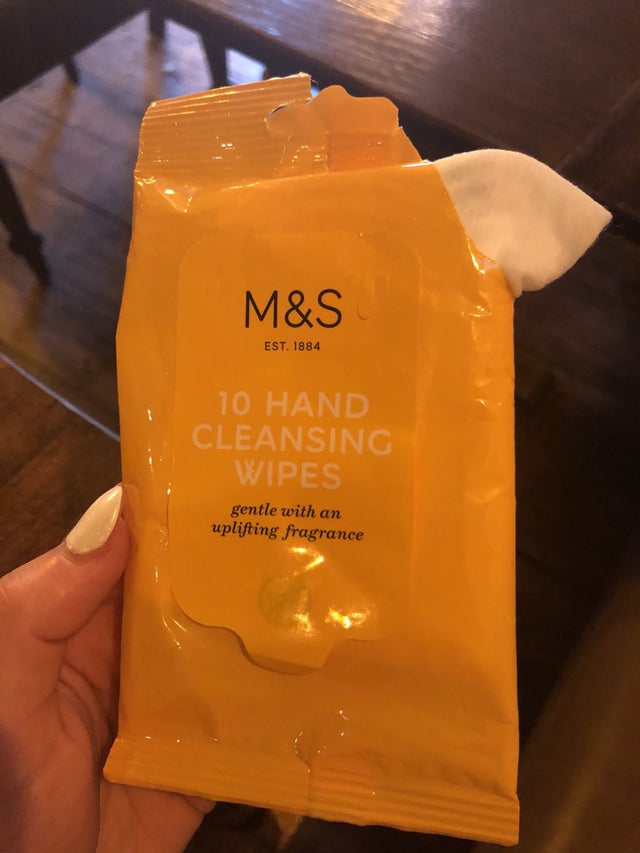 M&S
EST. 1884
10 HAND
CLEANSING
WIPES
gentle with an
uplifting fragrance